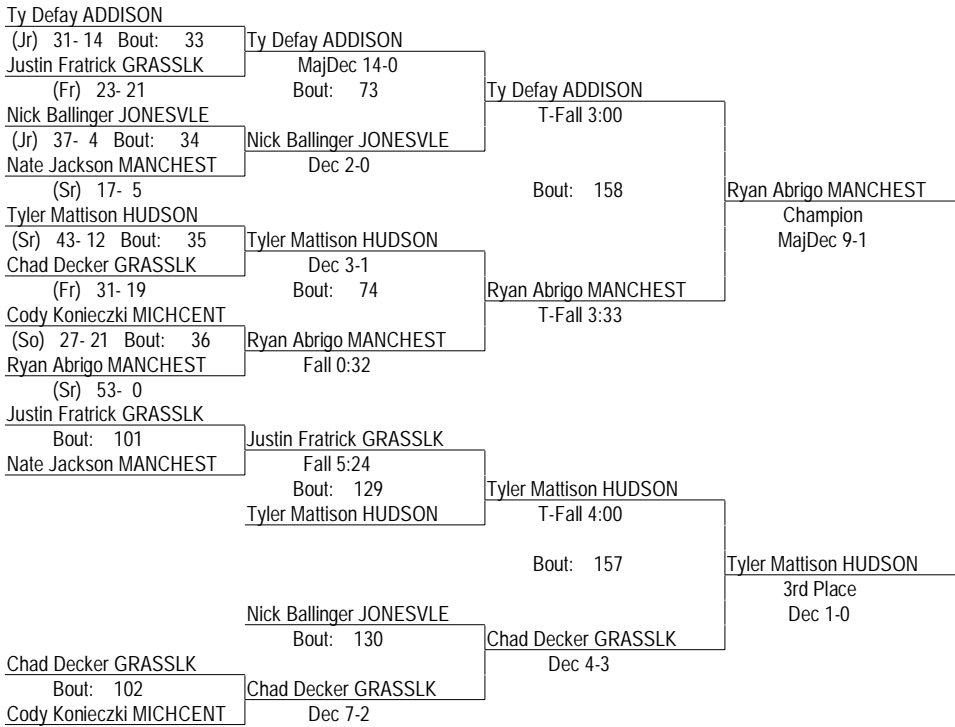 Ty Defay ADDISON
(Jr) 31- 14 Bout: 33
Ty Defay ADDISON
Justin Fratrick GRASSLK
MajDec 14-0
(Fr) 23- 21
Bout: 73
Ty Defay ADDISON
Nick Ballinger JONESVLE
T-Fall 3:00
(Jr) 37- 4 Bout: 34
Nick Ballinger JONESVLE
Nate Jackson MANCHEST
Dec 2-0
(Sr) 17- 5
Bout: 158
Ryan Abrigo MANCHEST
Tyler Mattison HUDSON
Champion
(Sr) 43- 12 Bout: 35
Tyler Mattison HUDSON
MajDec 9-1
Chad Decker GRASSLK
Dec 3-1
(Fr) 31- 19
Bout: 74
Ryan Abrigo MANCHEST
Cody Konieczki MICHCENT
T-Fall 3:33
(So) 27- 21 Bout: 36
Ryan Abrigo MANCHEST
Ryan Abrigo MANCHEST
Fall 0:32
(Sr) 53- 0
Justin Fratrick GRASSLK
Bout: 101
Justin Fratrick GRASSLK
Nate Jackson MANCHEST
Fall 5:24
Bout: 129
Tyler Mattison HUDSON
Tyler Mattison HUDSON
T-Fall 4:00
Bout: 157
Tyler Mattison HUDSON
3rd Place
Nick Ballinger JONESVLE
Dec 1-0
Bout: 130
Chad Decker GRASSLK
Chad Decker GRASSLK
Dec 4-3
Bout: 102
Chad Decker GRASSLK
Cody Konieczki MICHCENT
Dec 7-2